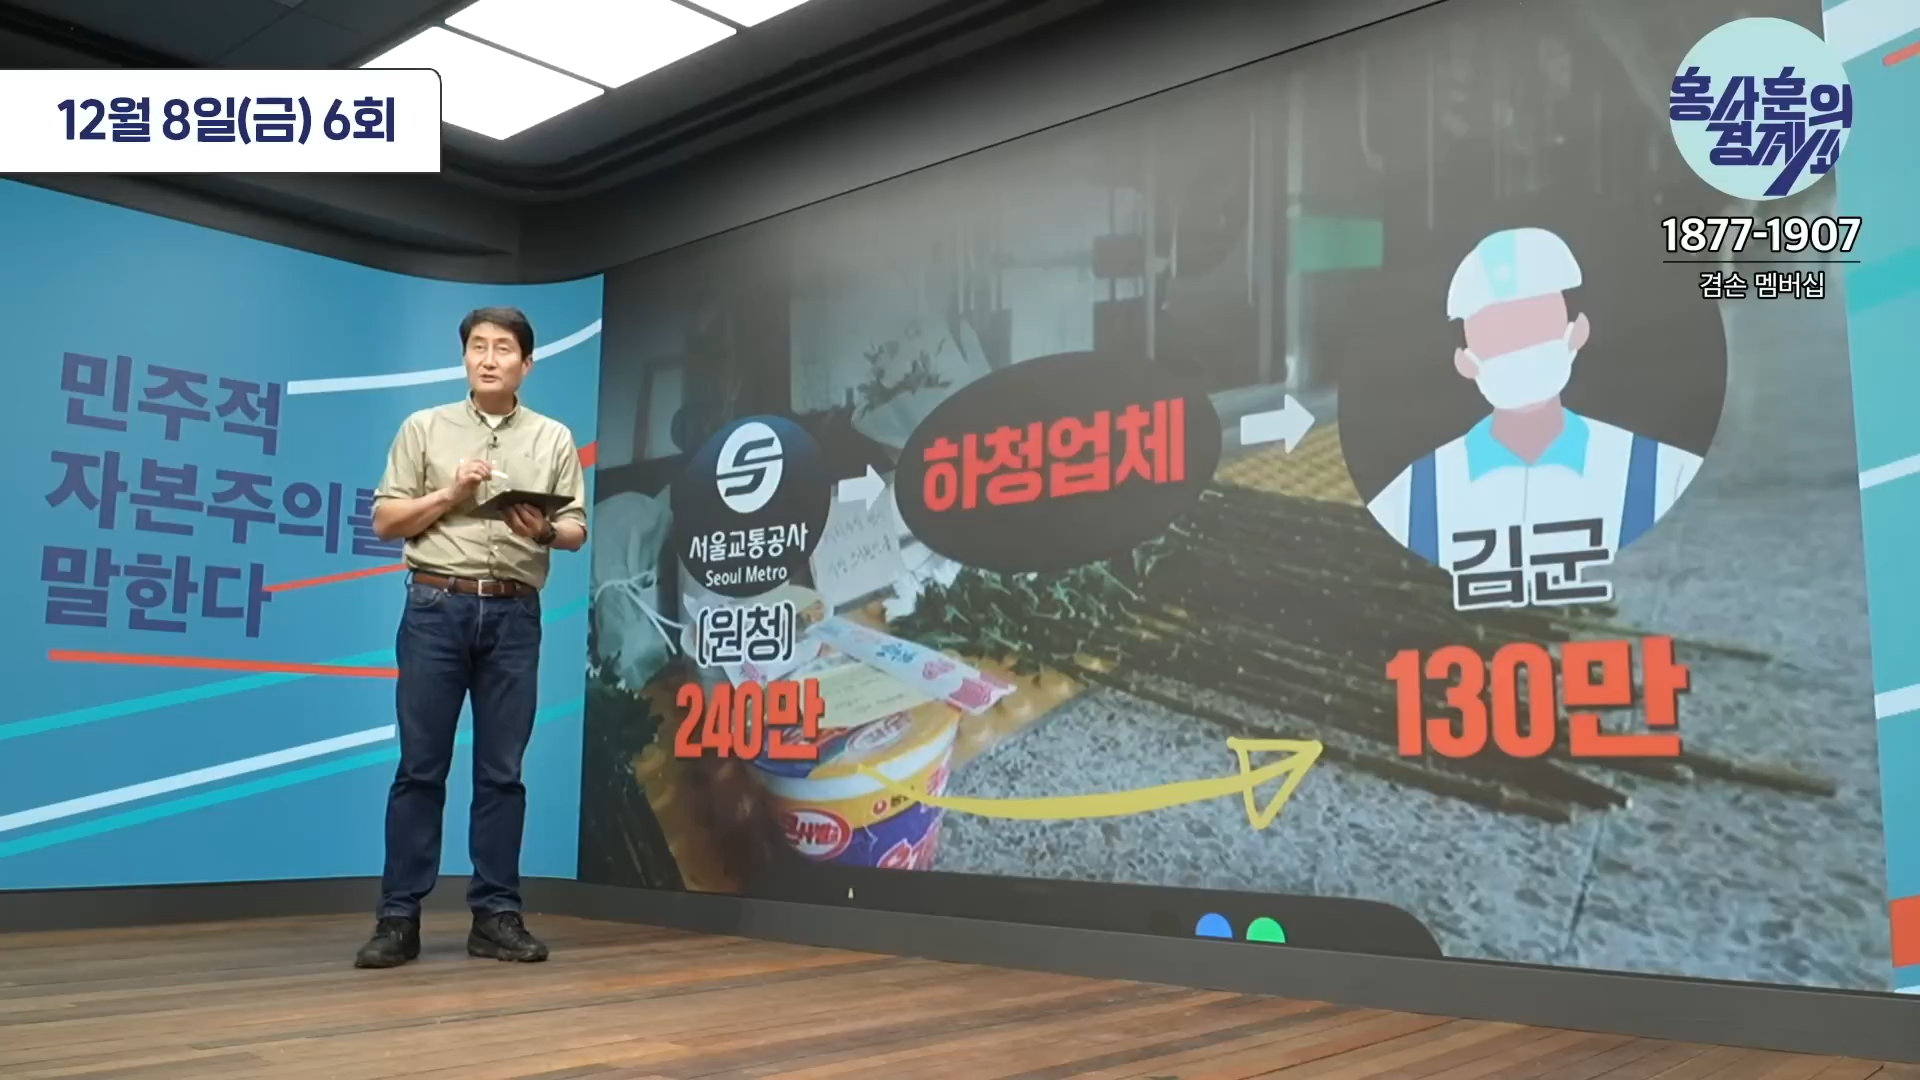 12월 8일(금) 6회
홍사훈의
경제쇼
1877-1907
겸손 멤버십
민주적
자본주의를
말한다
서울교통공사
Seoul Metro
(원청)
240만
하청업체
김군
130만